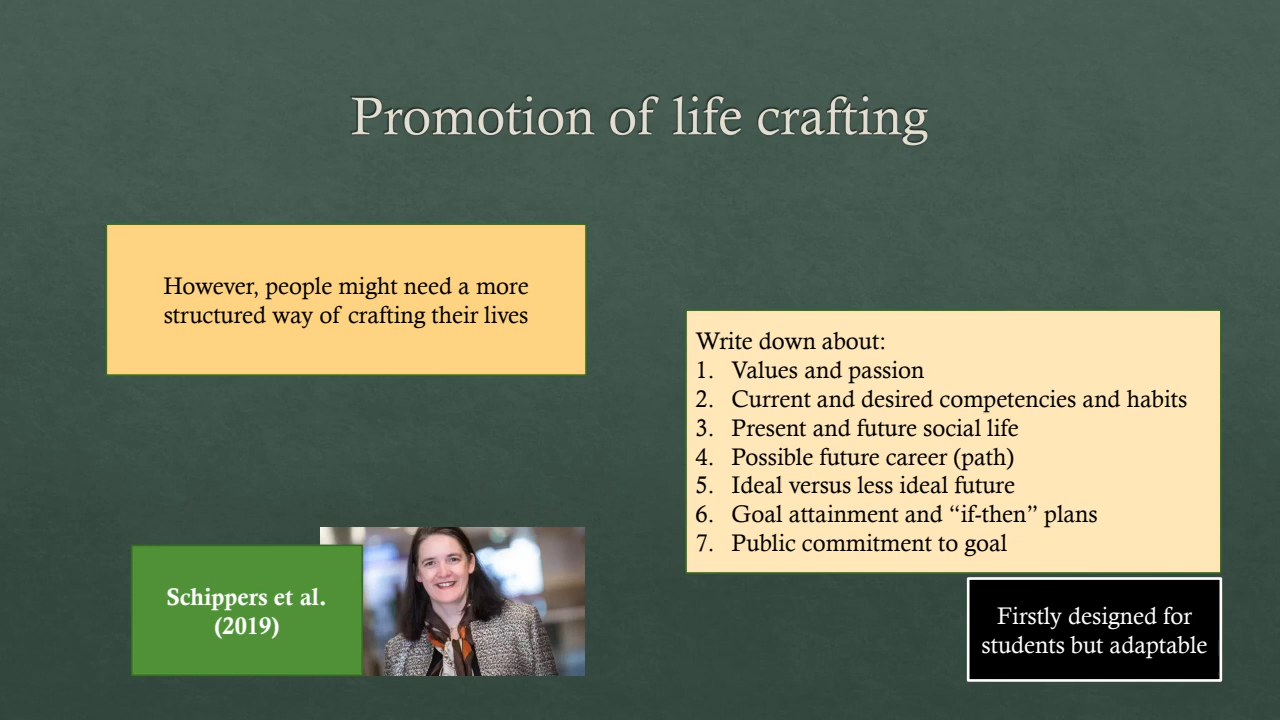 Promotion of life crafting
However, people might need a more
structured way of crafting their lives
Write down about:
1. Values and passion
2. Current and desired competencies and habits
3. Present and future social life
4. Possible future career (path)
5. Ideal versus less ideal future
6. Goal attainment and “if-then” plans
7. Public commitment to goal
Schippers et al.
(2019)
Firstly designed for
students but adaptable